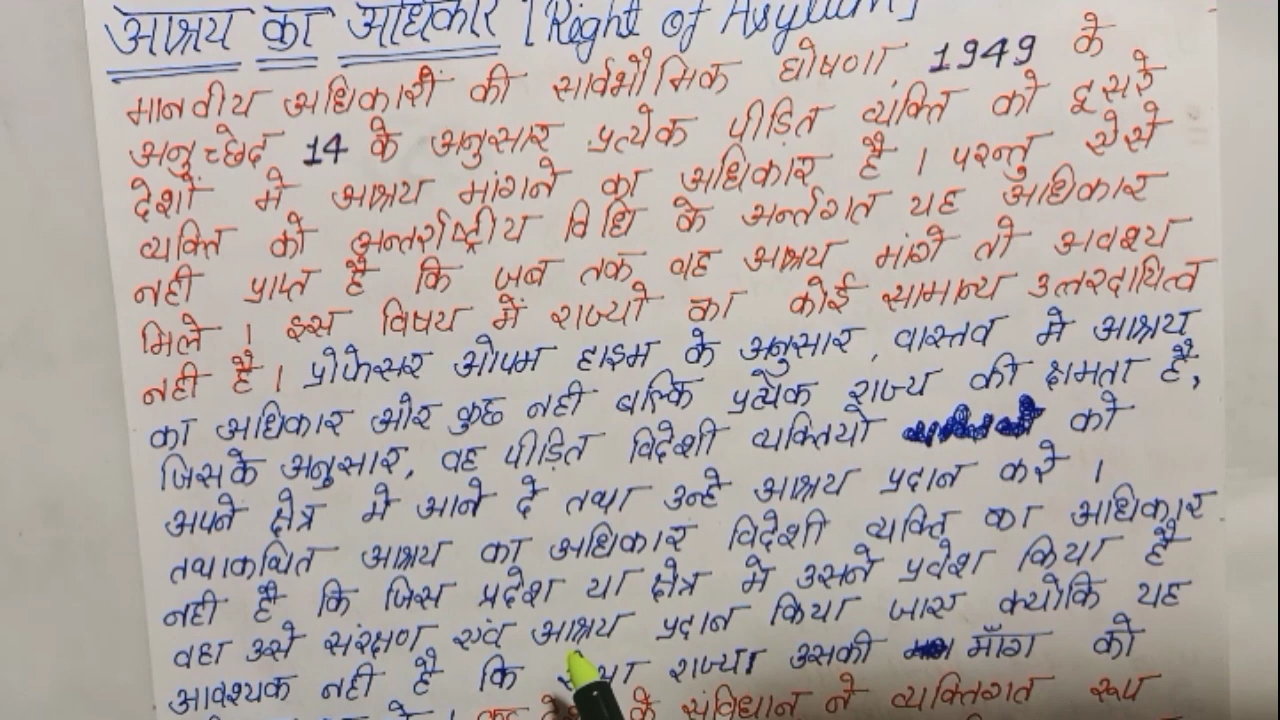 आश्रय का अधिकार [Right of Asylum]
मानवीय अधिकारों की सार्वभौमिक घोषणा, 1949 के
अनुच्छेद 14 के अनुसार प्रत्येक पीड़ित व्यक्ति को दूसरे
देशों में आश्रय मांगने का अधिकार है। परन्तु ऐसे
व्यक्ति को अन्तर्राष्ट्रीय विधि के अर्न्तगत यह अधिकार
नही प्राप्त है कि जब तक वह आश्रय मांगे तो अवश्य
मिले। इस विषय में राज्यो का कोई सामान्य उत्तरदायित्व
नही है। प्रोफेसर ओपम हाइम के अनुसार, वास्तव मे आश्रय
का अधिकार और कुछ नही बल्कि प्रत्येक राज्य की क्षमता है,
जिसके अनुसार, वह पीड़ित विदेशी व्यक्तियो को
अपने क्षेत्र मे आने दे तथा उन्हे आश्रय प्रदान करे।
तथाकथित आश्रय का अधिकार विदेशी व्यक्ति का अधिकार
नही है कि जिस प्रदेश या क्षेत्र मे उसने प्रवेश किया है
वहा उसे संरक्षण एवं आश्रय प्रदान किया जाए क्योकि यह
आवश्यक नही है कि राज्य उसकी माँग को
के संविधान ने व्यक्तिगत रूप